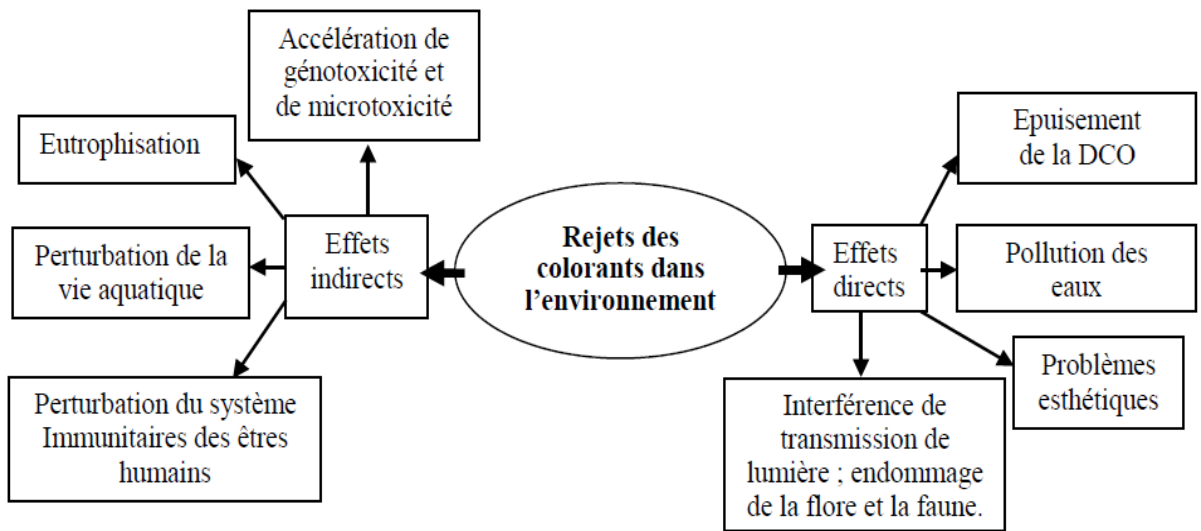 Accélération de
génotoxicité et
de microtoxicité
Eutrophisation
Perturbation de la
vie aquatique
Perturbation du système
Immunitaires des êtres
humains
Effets
indirects
Rejets des
colorants dans
l’environnement
Effets
directs
Epuisement
de la DCO
Pollution des
eaux
Problèmes
esthétiques
Interférence de
transmission de
lumière ; endommage
de la flore et la faune.